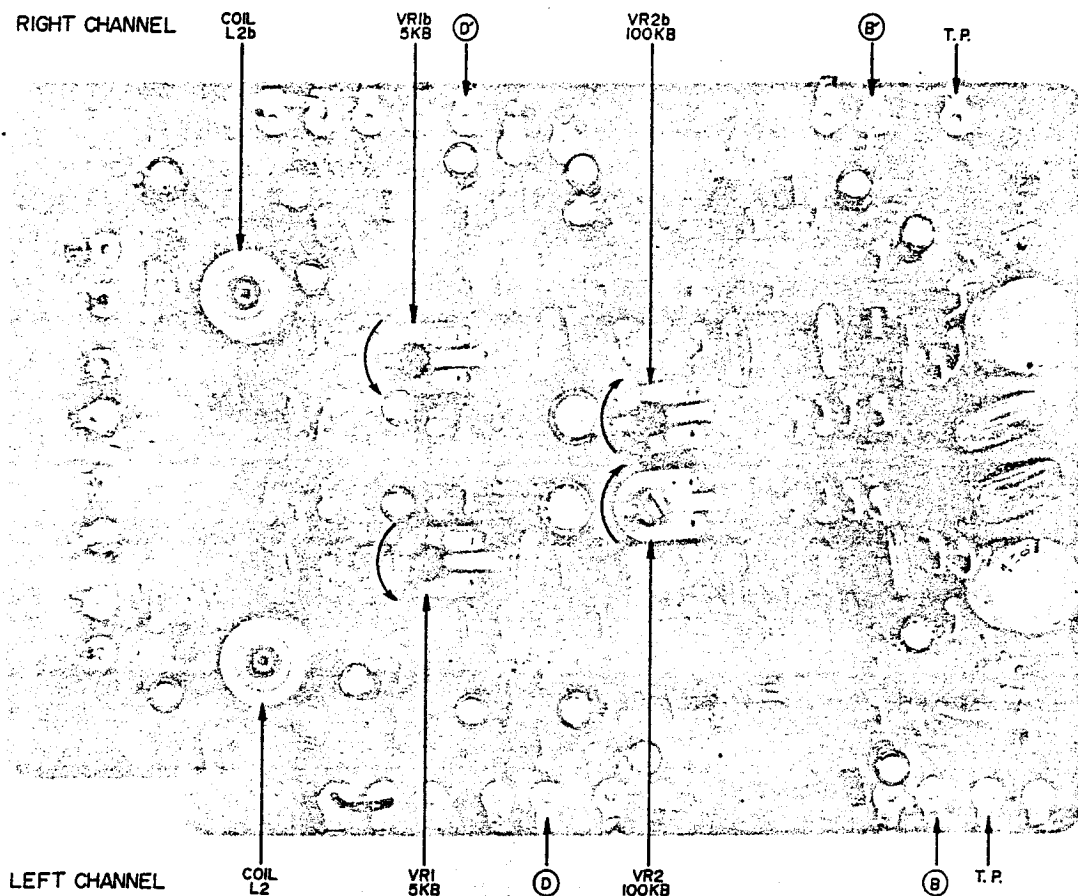 RIGHT CHANNEL
COIL
L2b
VR1b
5KB
D'
VR2b
100KB
B'
T.P.
LEFT CHANNEL
COIL
L2
VR1
5KB
D
VR2
100KB
B
T.P.